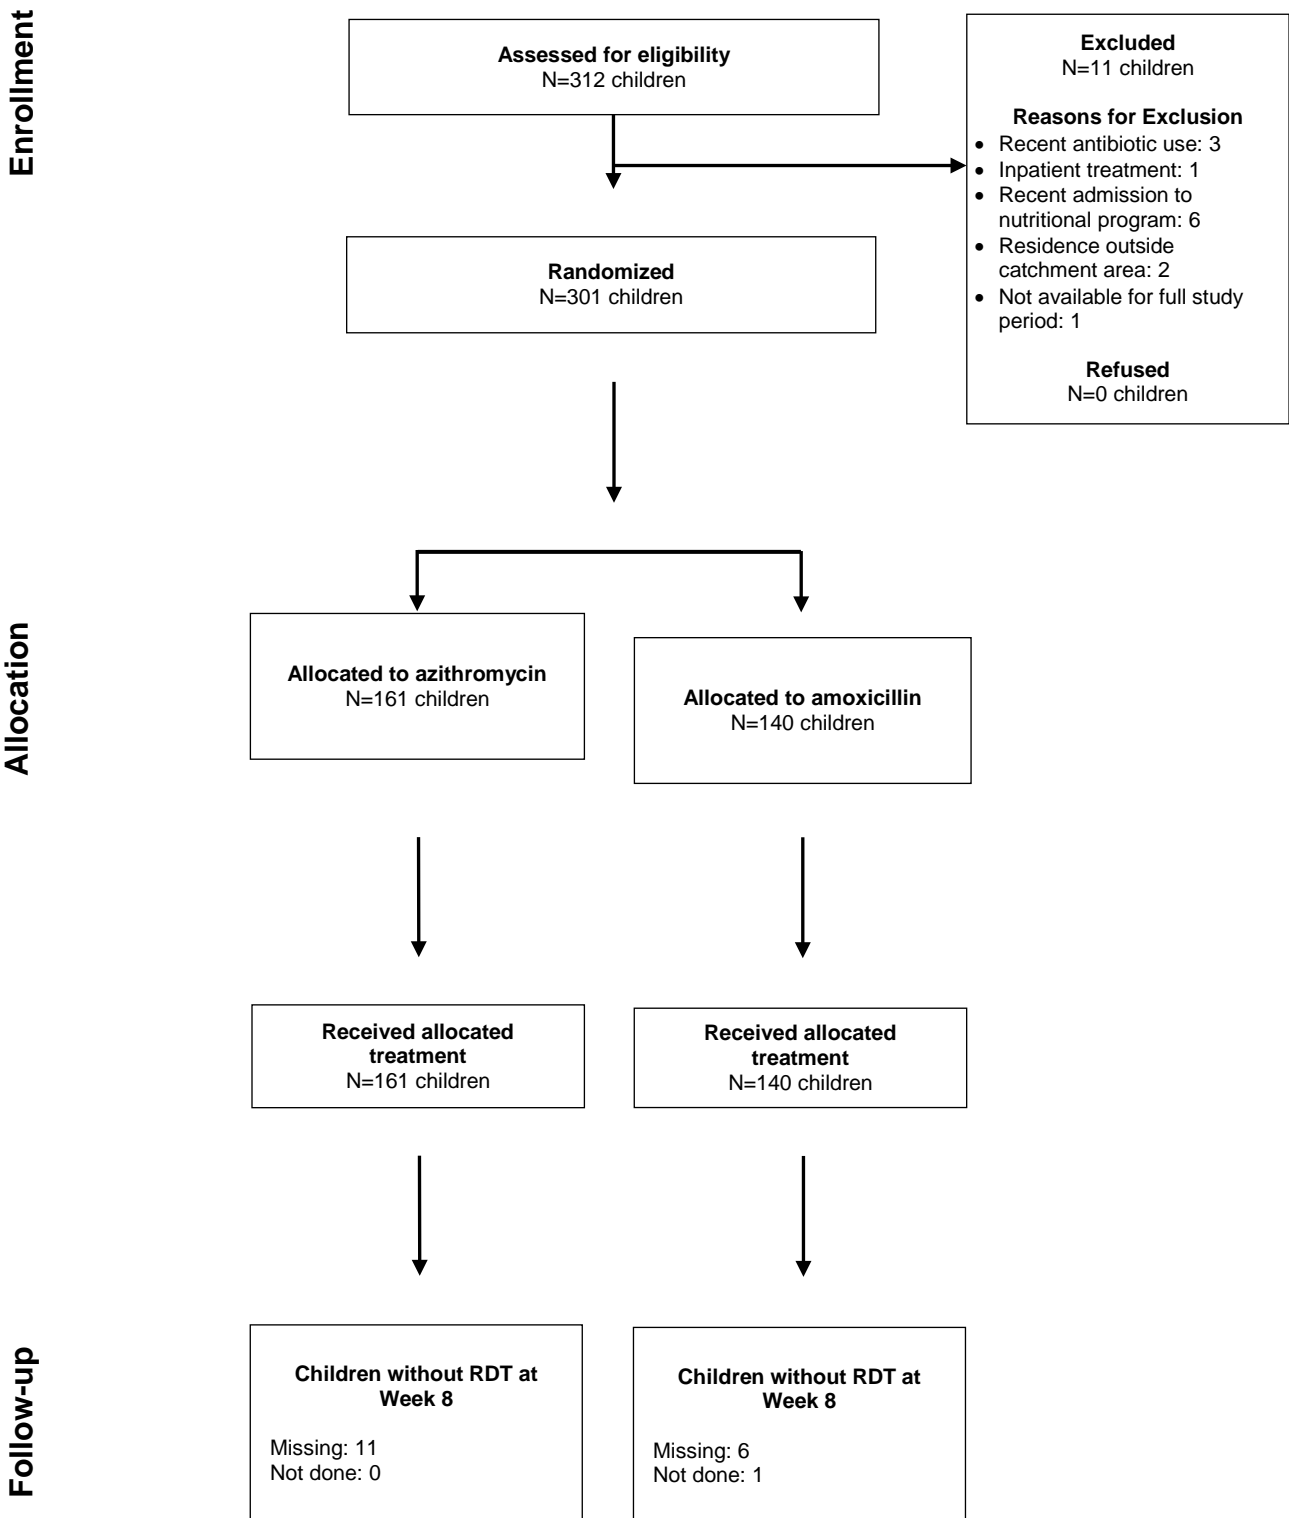 Enrollment
Assessed for eligibility
N=312 children
Excluded
N=11 children
Reasons for Exclusion
• Recent antibiotic use: 3
• Inpatient treatment: 1
• Recent admission to
nutritional program: 6
• Residence outside
catchment area: 2
• Not available for full study
period: 1
Refused
N=0 children
Randomized
N=301 children
Allocation
Allocated to azithromycin
N=161 children
Allocated to amoxicillin
N=140 children
Received allocated
treatment
N=161 children
Received allocated
treatment
N=140 children
Follow-up
Children without RDT at
Week 8
Missing: 11
Not done: 0
Children without RDT at
Week 8
Missing: 6
Not done: 1